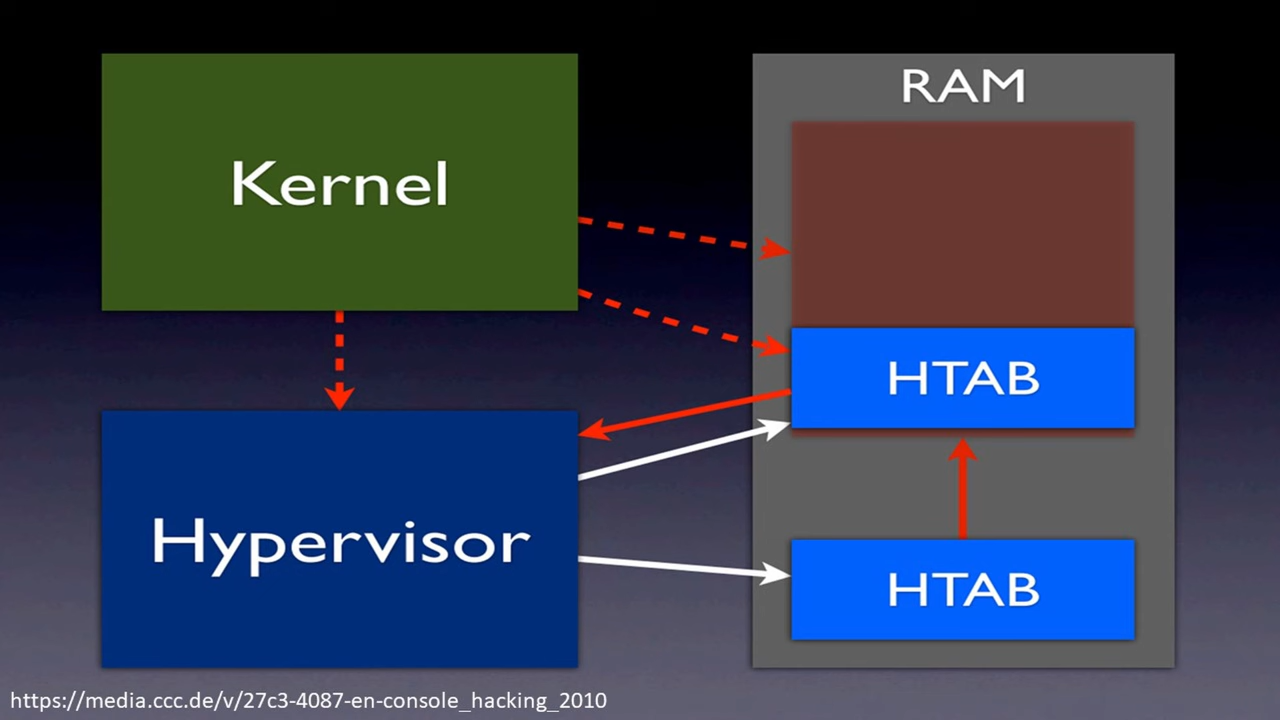 Kernel
RAM
HTAB
Hypervisor
HTAB
https://media.ccc.de/v/27c3-4087-en-console_hacking_2010